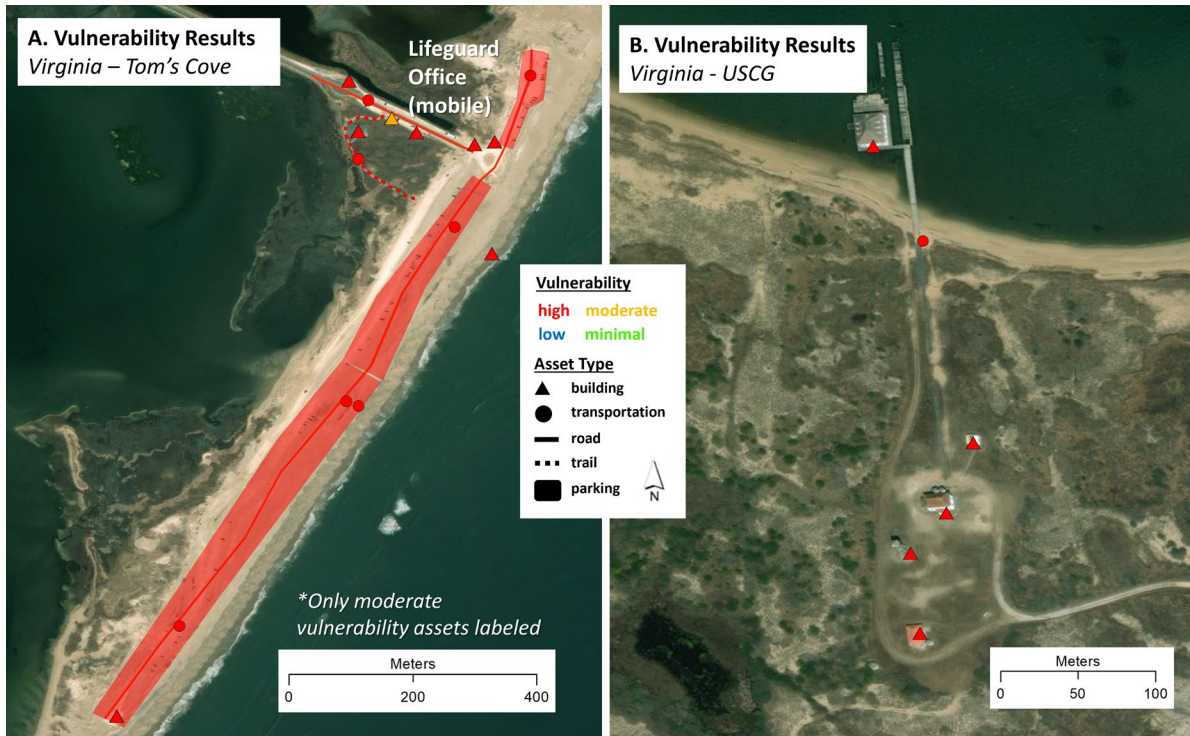 A. Vulnerability Results
Virginia – Tom's Cove
Lifeguard
Office
(mobile)
*Only moderate
vulnerability assets labeled
Meters
0 200 400
Vulnerability
high moderate
low minimal
Asset Type
building
transportation
road
trail
parking
N
B. Vulnerability Results
Virginia - USCG
Meters
0 50 100